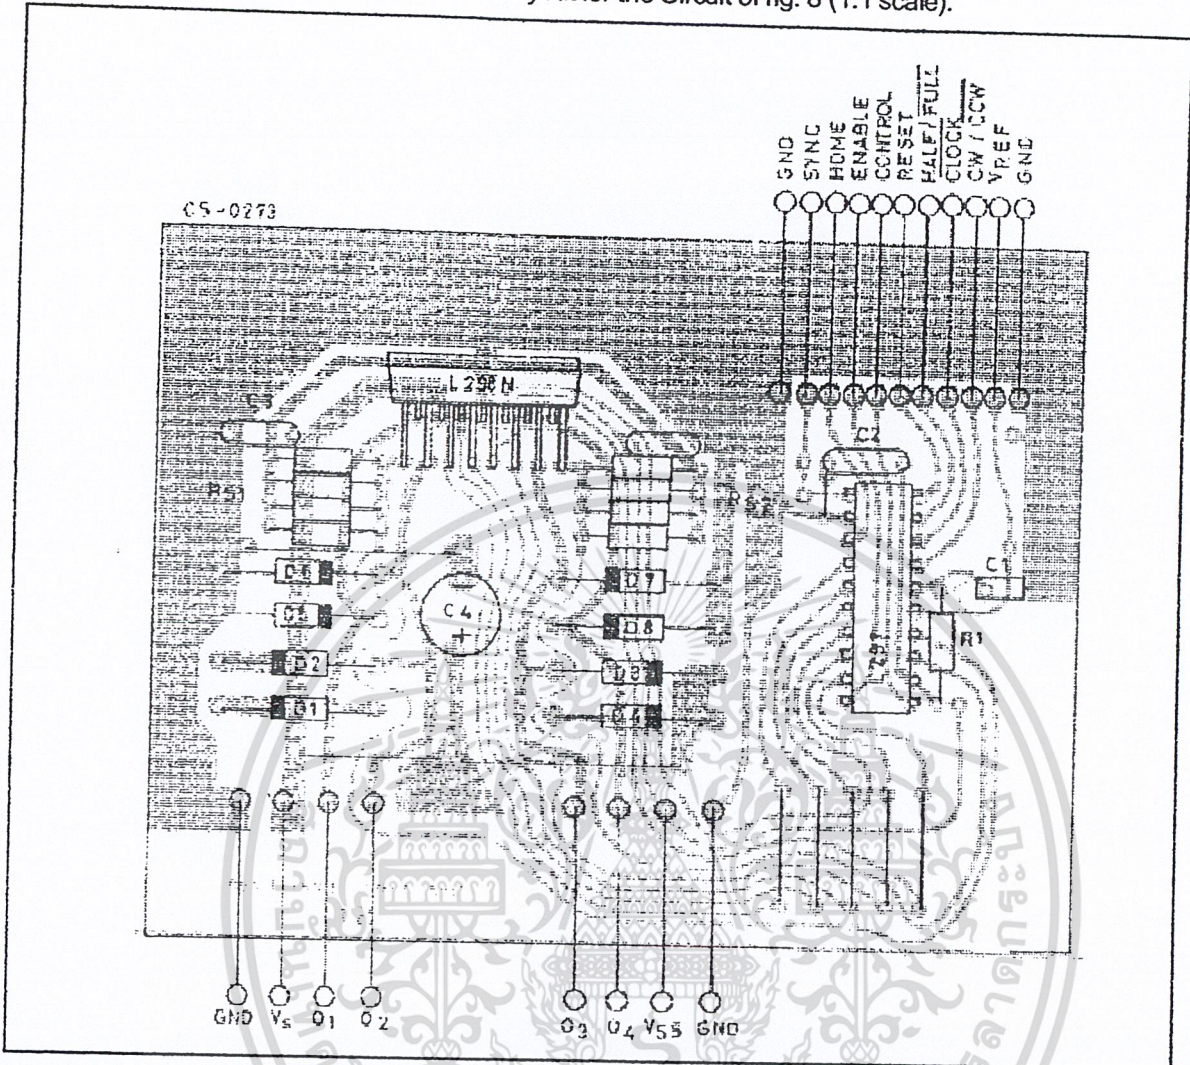 the Circuit of fig. 8 (1:1 scale).
GND
SYNC
HOME
ENABLE
CONTROL
RESET
HALF/FULL
CLOCK
CW / CCW
VREF
GND
CS-0273
L298N
C3
C2
RS1
RS2
D6
D7
C1
D5
C4
+
D8
R1
L297
D2
D3
D1
D4
GND Vs O1 O2
O3 O4 VSS GND